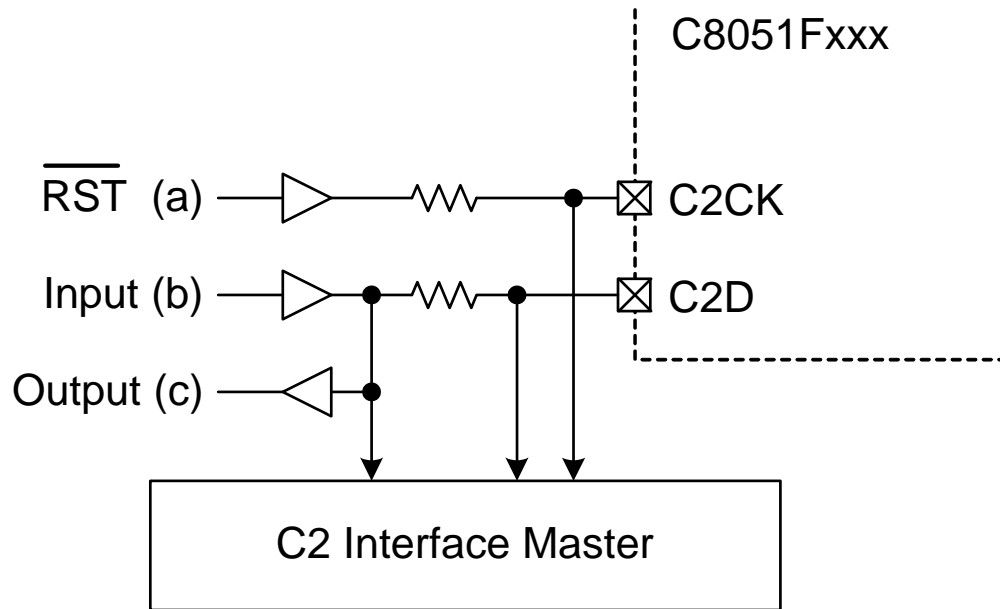 C8051Fxxx
RST (a)
C2CK
Input (b)
C2D
Output (c)
C2 Interface Master